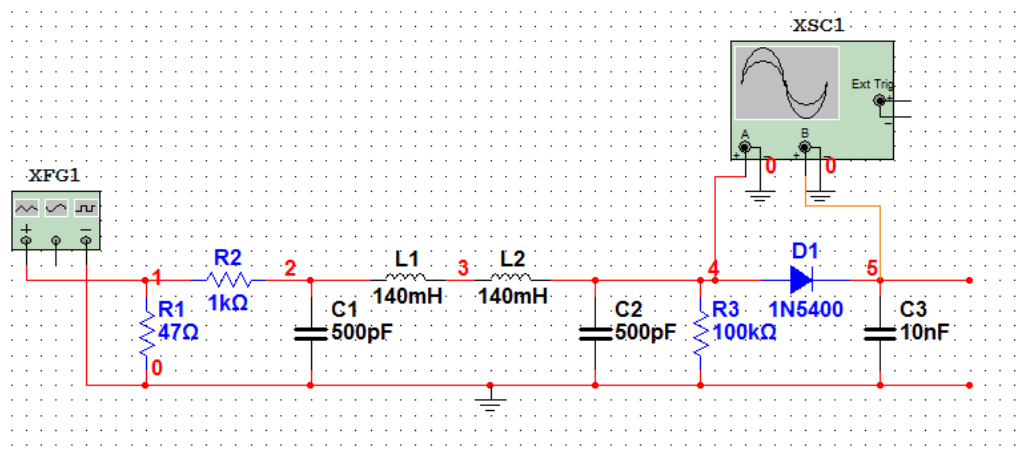 XSC1
Ext Trig
+
−
A
B
+ − + −
0 0
XFG1
+ −
1
R2
1kΩ
2
L1
140mH
3
L2
140mH
4
D1
1N5400
5
R1
47Ω
0
C1
500pF
C2
500pF
R3
100kΩ
C3
10nF